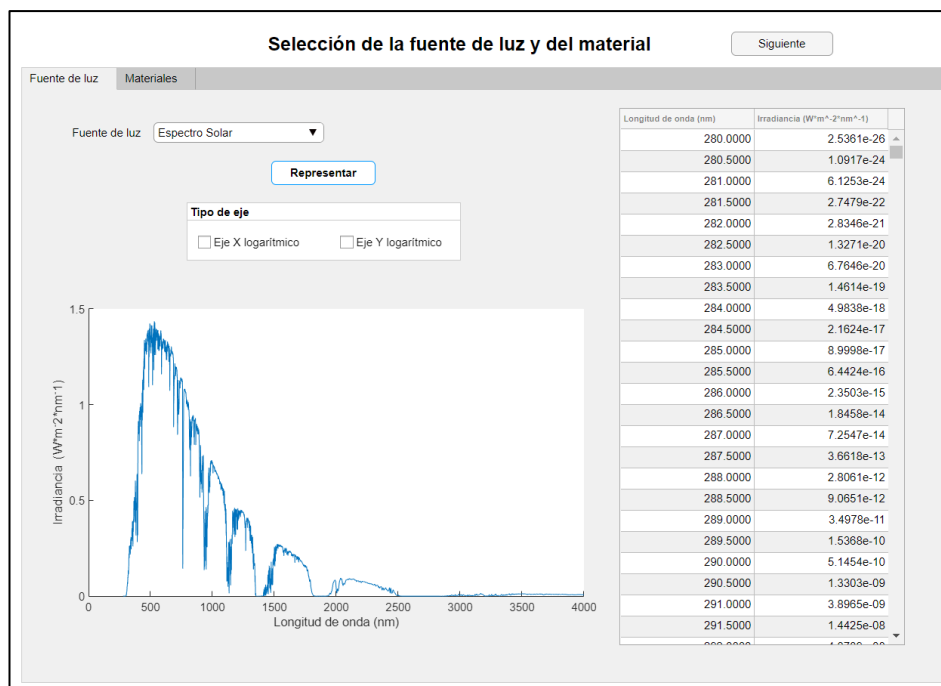 Selección de la fuente de luz y del material
Siguiente
Fuente de luz
Materiales
Fuente de luz
Espectro Solar
Representar
Tipo de eje
Eje X logarítmico
Eje Y logarítmico
1.5
1
0.5
0
Irradiancia (W*m-2*nm-1)
0 500 1000 1500 2000 2500 3000 3500 4000
Longitud de onda (nm)
Longitud de onda (nm) Irradiancia (W*m^-2*nm^-1)
280.0000 2.5361e-26
280.5000 1.0917e-24
281.0000 6.1253e-24
281.5000 2.7479e-22
282.0000 2.8346e-21
282.5000 1.3271e-20
283.0000 6.7646e-20
283.5000 1.4614e-19
284.0000 4.9838e-18
284.5000 2.1624e-17
285.0000 8.9998e-17
285.5000 6.4424e-16
286.0000 2.3503e-15
286.5000 1.8458e-14
287.0000 7.2547e-14
287.5000 3.6618e-13
288.0000 2.8061e-12
288.5000 9.0651e-12
289.0000 3.4978e-11
289.5000 1.5368e-10
290.0000 5.1454e-10
290.5000 1.3303e-09
291.0000 3.8965e-09
291.5000 1.4425e-08